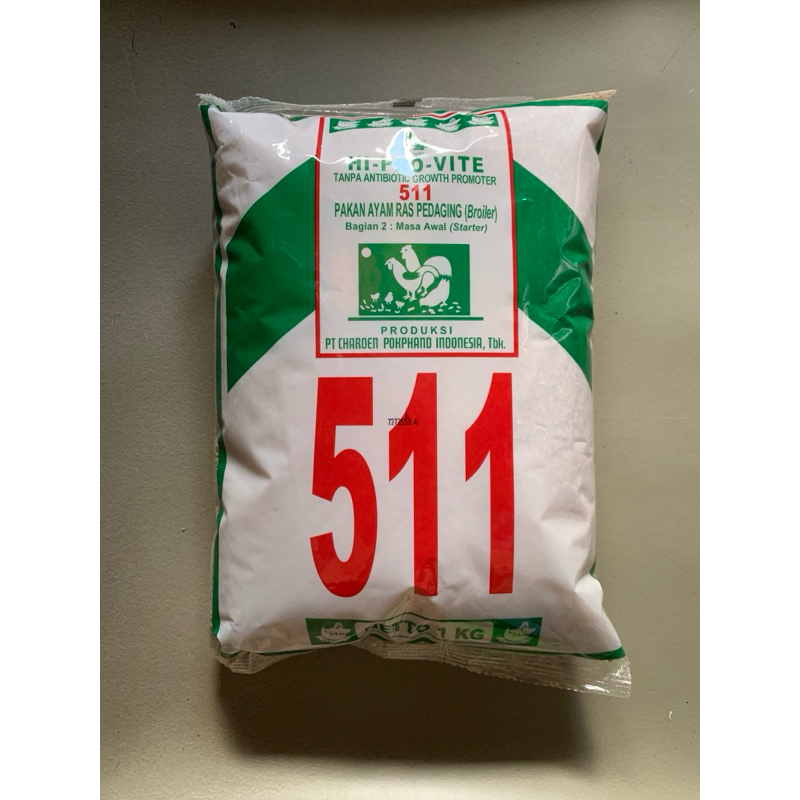 HI-PRO-VITE
TANPA ANTIBIOTIC GROWTH PROMOTER
511
PAKAN AYAM RAS PEDAGING (Broiler)
Bagian 2 : Masa Awal (Starter)
PRODUKSI
PT CHAROEN POKPHAND INDONESIA, Tbk.
511
NETTO 1 KG